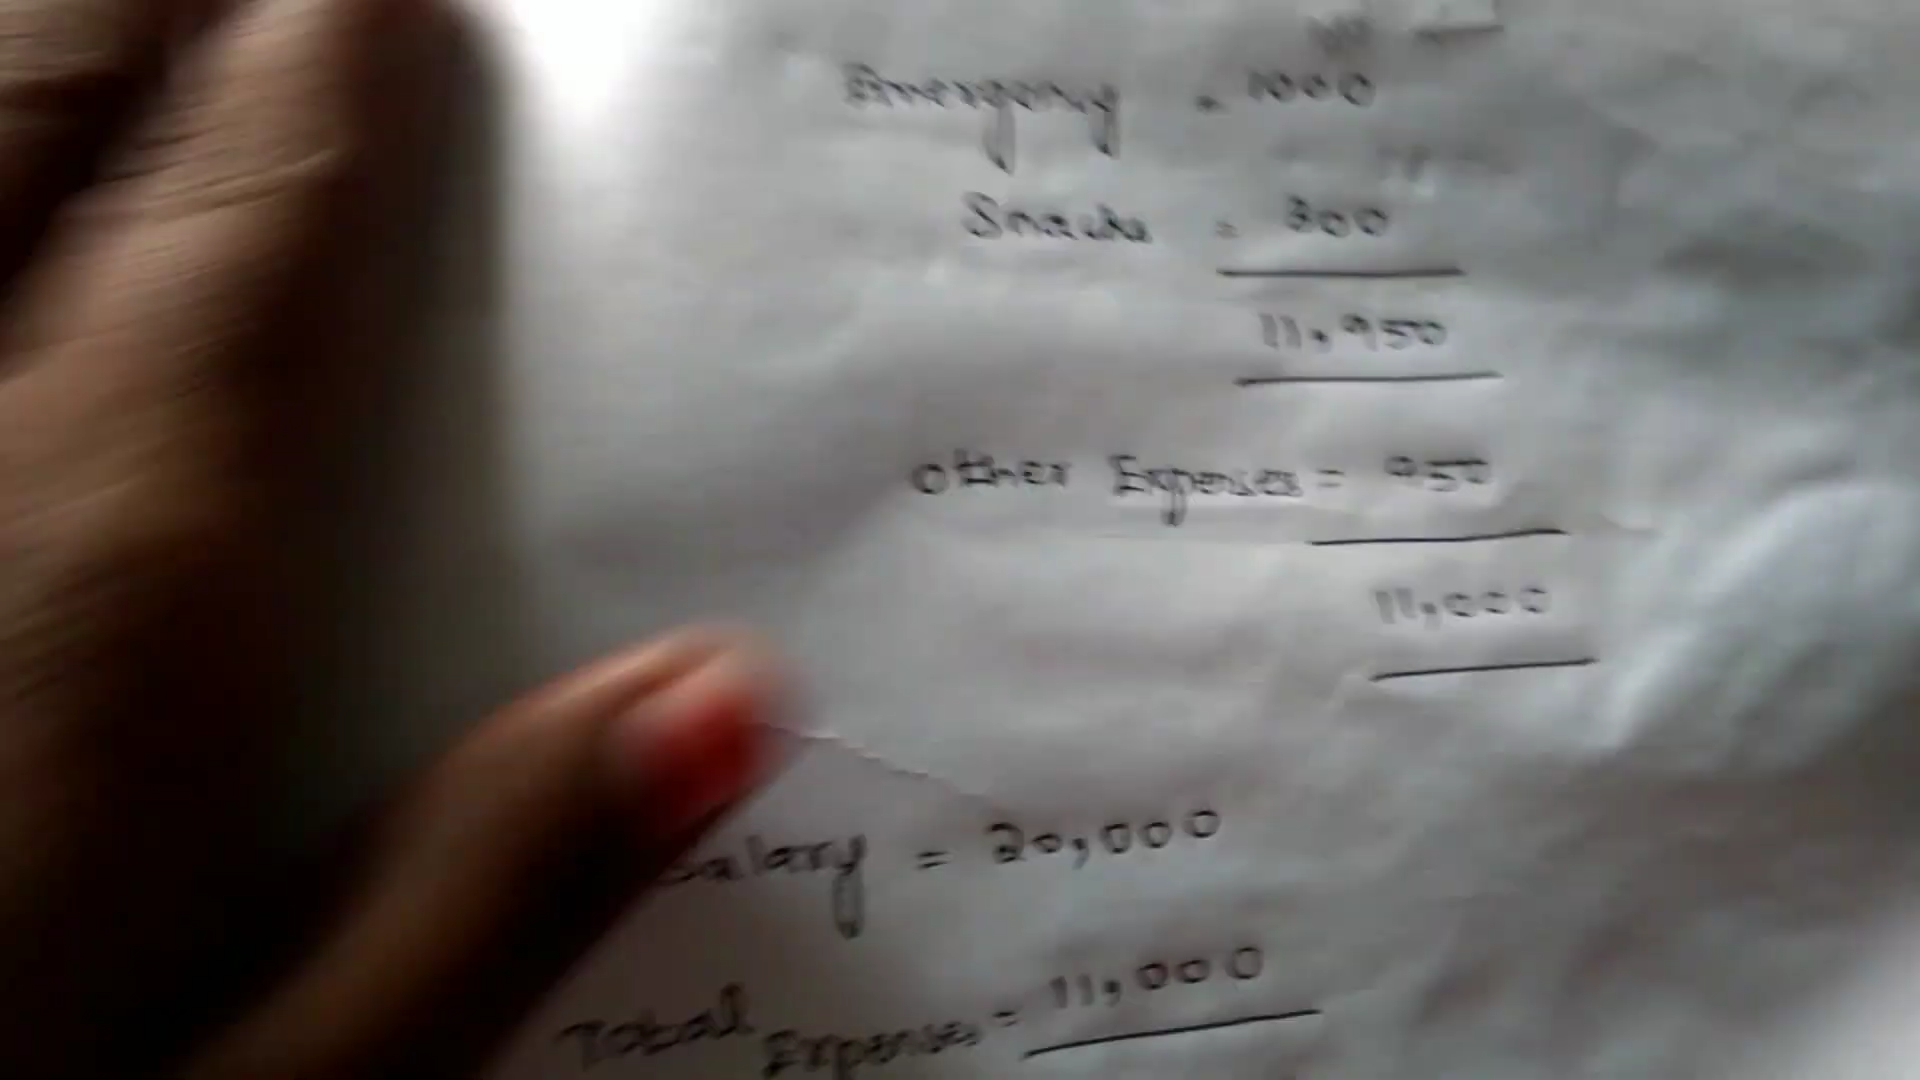 Emergency = 1000
Snacks = 300
11,950
Other Expenses = 950
11,000
Salary = 20,000
Total Expenses = 11,000